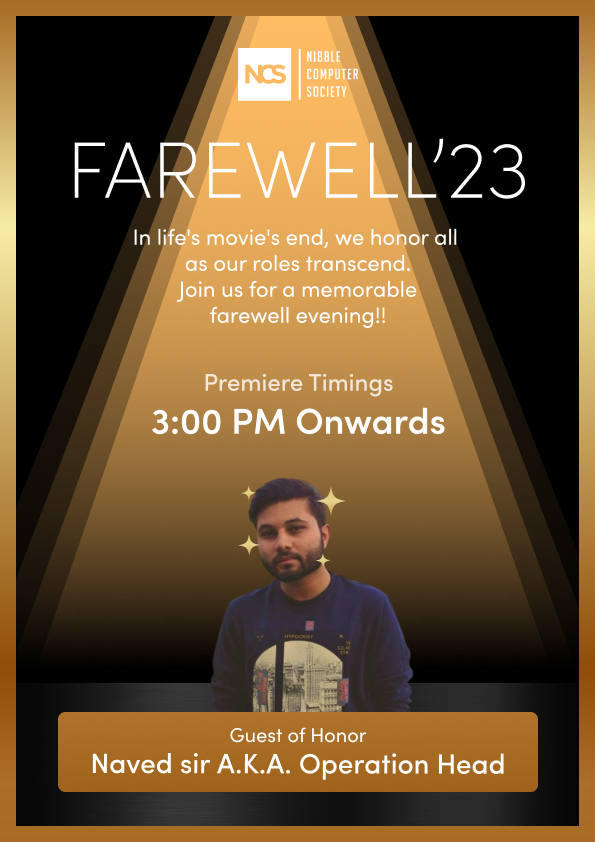 NCS
NIBBLE
COMPUTER
SOCIETY
FAREWELL’23
In life's movie's end, we honor all
as our roles transcend.
Join us for a memorable
farewell evening!!
Premiere Timings
3:00 PM Onwards
HYPOCRISY
Guest of Honor
Naved sir A.K.A. Operation Head